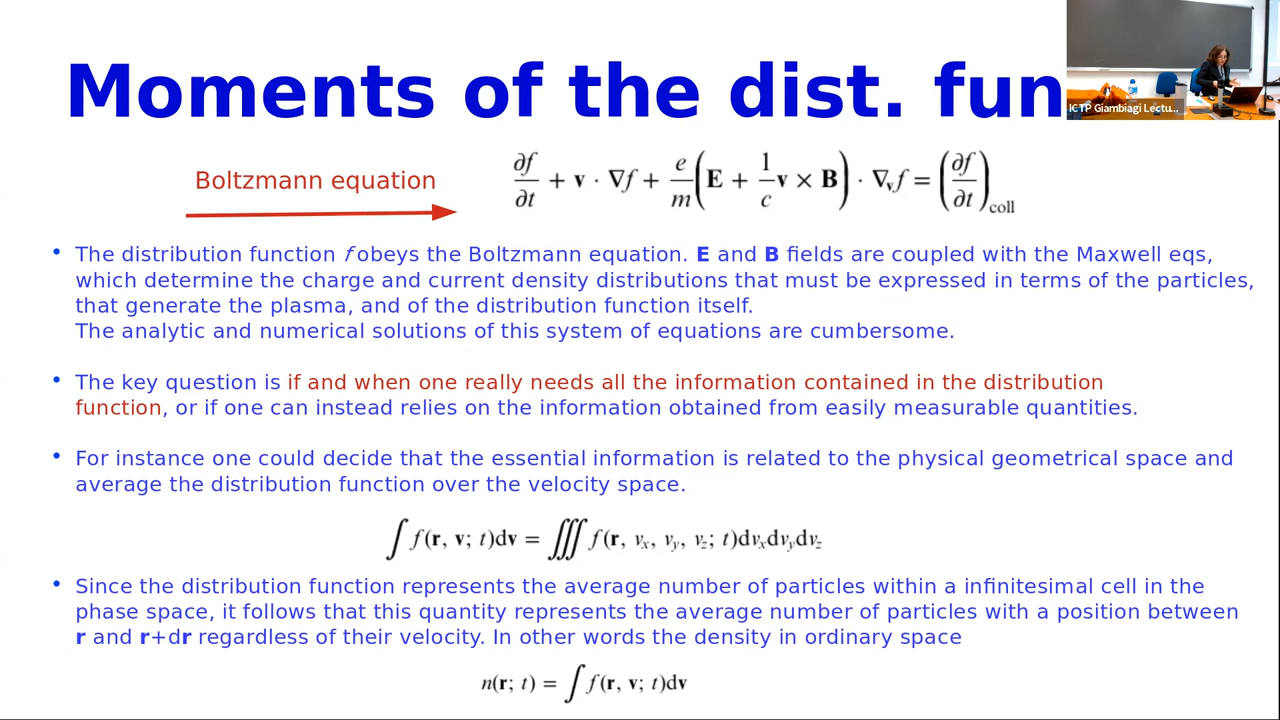 Moments of the dist. fun
ICTP Giambiagi Lectu...
Boltzmann equation
∂f/∂t + v · ∇f + e/m (E + 1/c v × B) · ∇ᵥf = (∂f/∂t)coll
• The distribution function f obeys the Boltzmann equation. E and B fields are coupled with the Maxwell eqs,
which determine the charge and current density distributions that must be expressed in terms of the particles,
that generate the plasma, and of the distribution function itself.
The analytic and numerical solutions of this system of equations are cumbersome.
• The key question is if and when one really needs all the information contained in the distribution
function, or if one can instead relies on the information obtained from easily measurable quantities.
• For instance one could decide that the essential information is related to the physical geometrical space and
average the distribution function over the velocity space.
∫ f(r, v; t)dv = ∭ f(r, vₓ, v_y, v_z; t)dvₓdv_ydv_z
• Since the distribution function represents the average number of particles within a infinitesimal cell in the
phase space, it follows that this quantity represents the average number of particles with a position between
r and r+dr regardless of their velocity. In other words the density in ordinary space
n(r; t) = ∫ f(r, v; t)dv